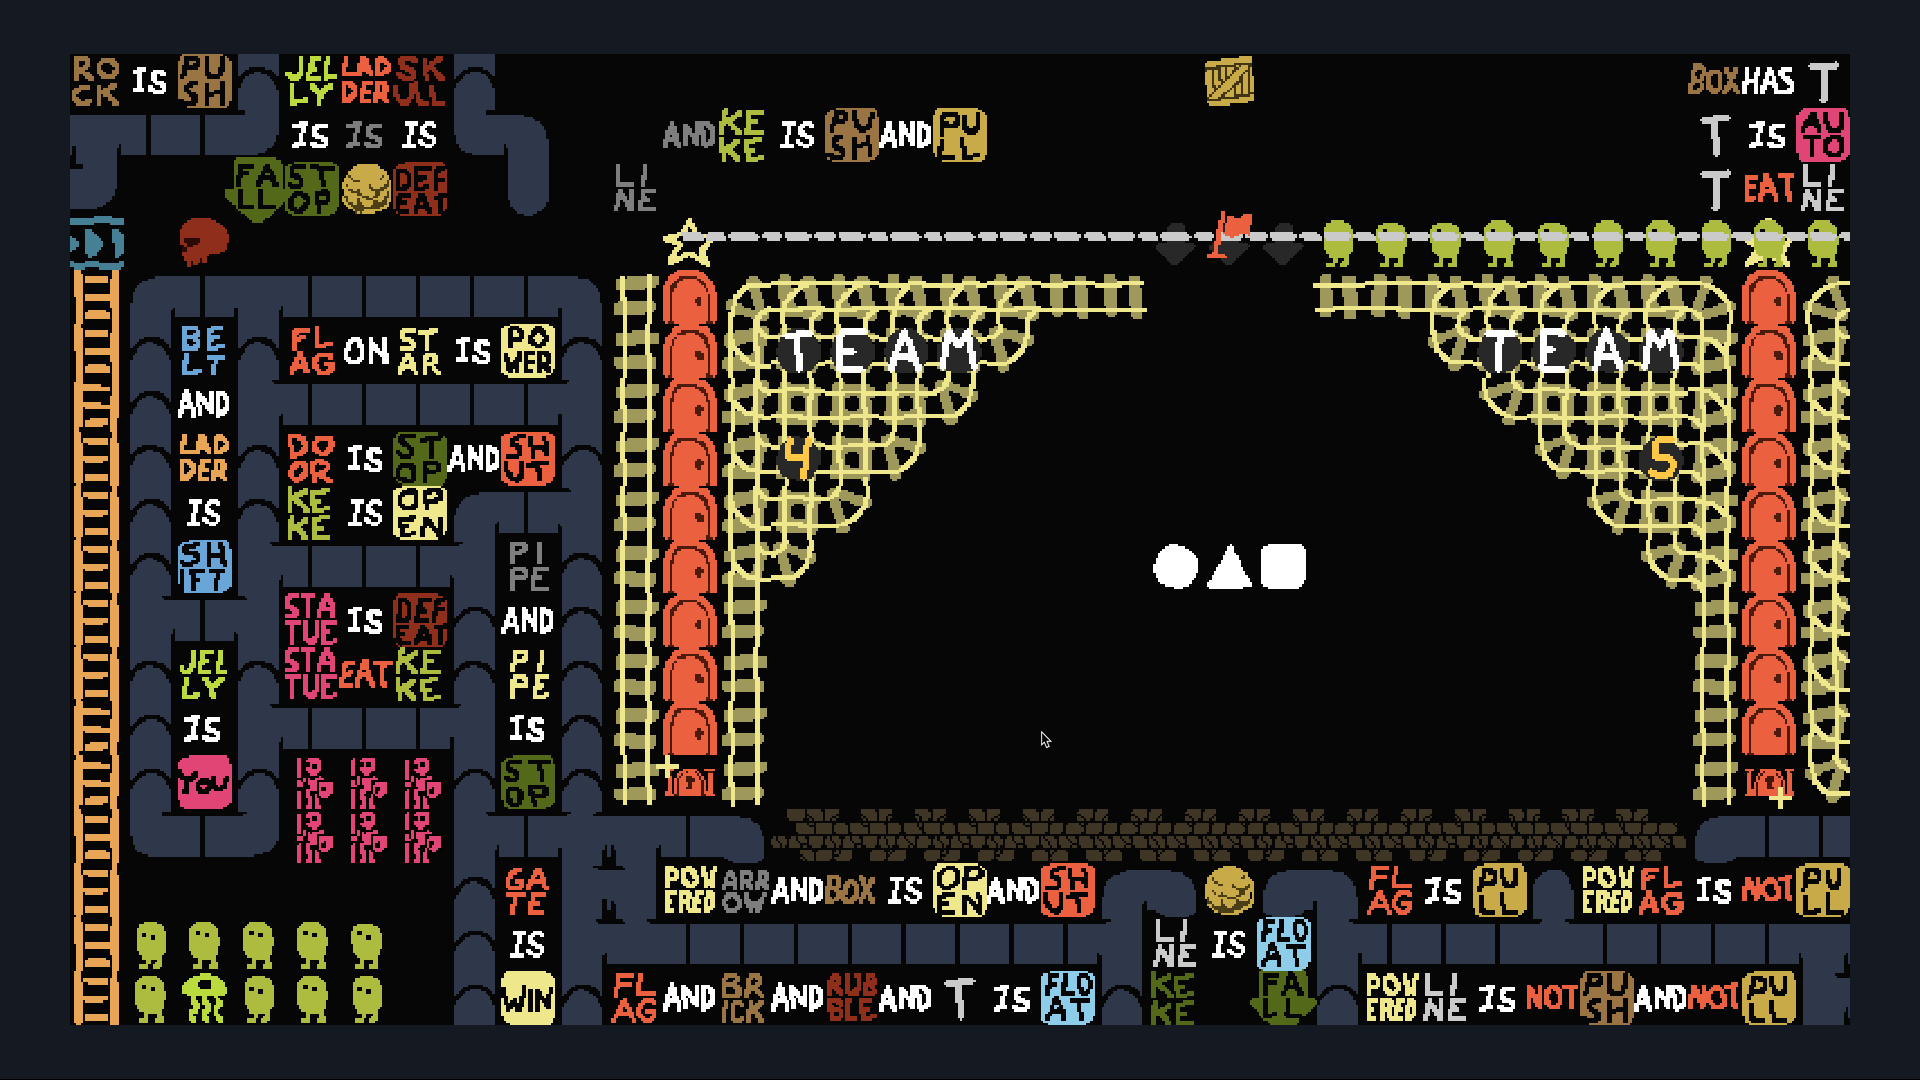 ROCK IS PUSH JELLY LADDER SKULL BOX HAS T
IS IS IS AND KEKE IS PUSH AND PULL T IS AUTO
FALL STOP DEFEAT LINE T EAT LINE
BELT FLAG ON STAR IS POWER TEAM TEAM
AND
LADDER DOOR IS STOP AND SHUT 4 5
IS KEKE IS OPEN
SHIFT PIPE
STATUE IS DEFEAT AND
JELLY STATUE EAT KEKE PIPE
IS IS
YOU STOP
GATE POWERED ARROW AND BOX IS OPEN AND SHUT FLAG IS PULL POWERED FLAG IS NOT PULL
IS LINE IS FLOAT
WIN FLAG AND BRICK AND RUBBLE AND T IS FLOAT KEKE FALL POWERED LINE IS NOT PUSH AND NOT PULL